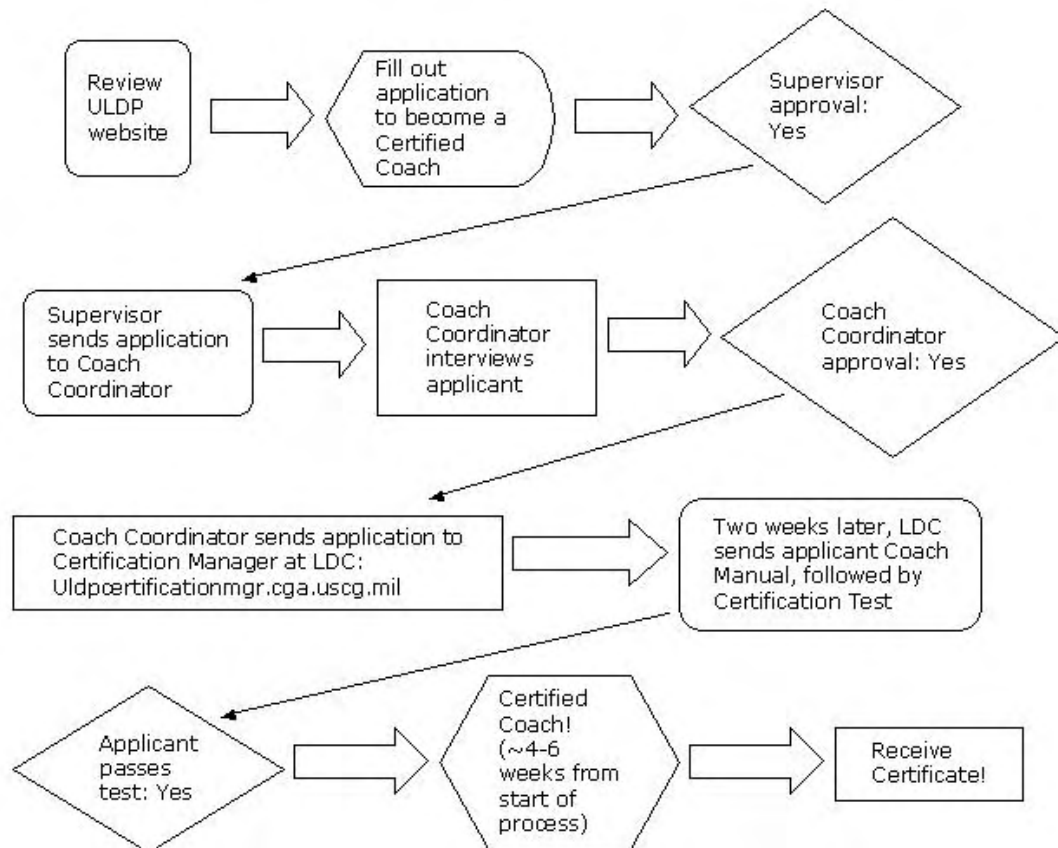 Review
ULDP
website
Fill out
application
to become a
Certified
Coach
Supervisor
approval:
Yes
Supervisor
sends application
to Coach
Coordinator
Coach
Coordinator
interviews
applicant
Coach
Coordinator
approval: Yes
Coach Coordinator sends application to
Certification Manager at LDC:
Uldpcertificationmgr.cga.uscg.mil
Two weeks later, LDC
sends applicant Coach
Manual, followed by
Certification Test
Applicant
passes
test: Yes
Certified
Coach!
(~4-6
weeks from
start of
process)
Receive
Certificate!